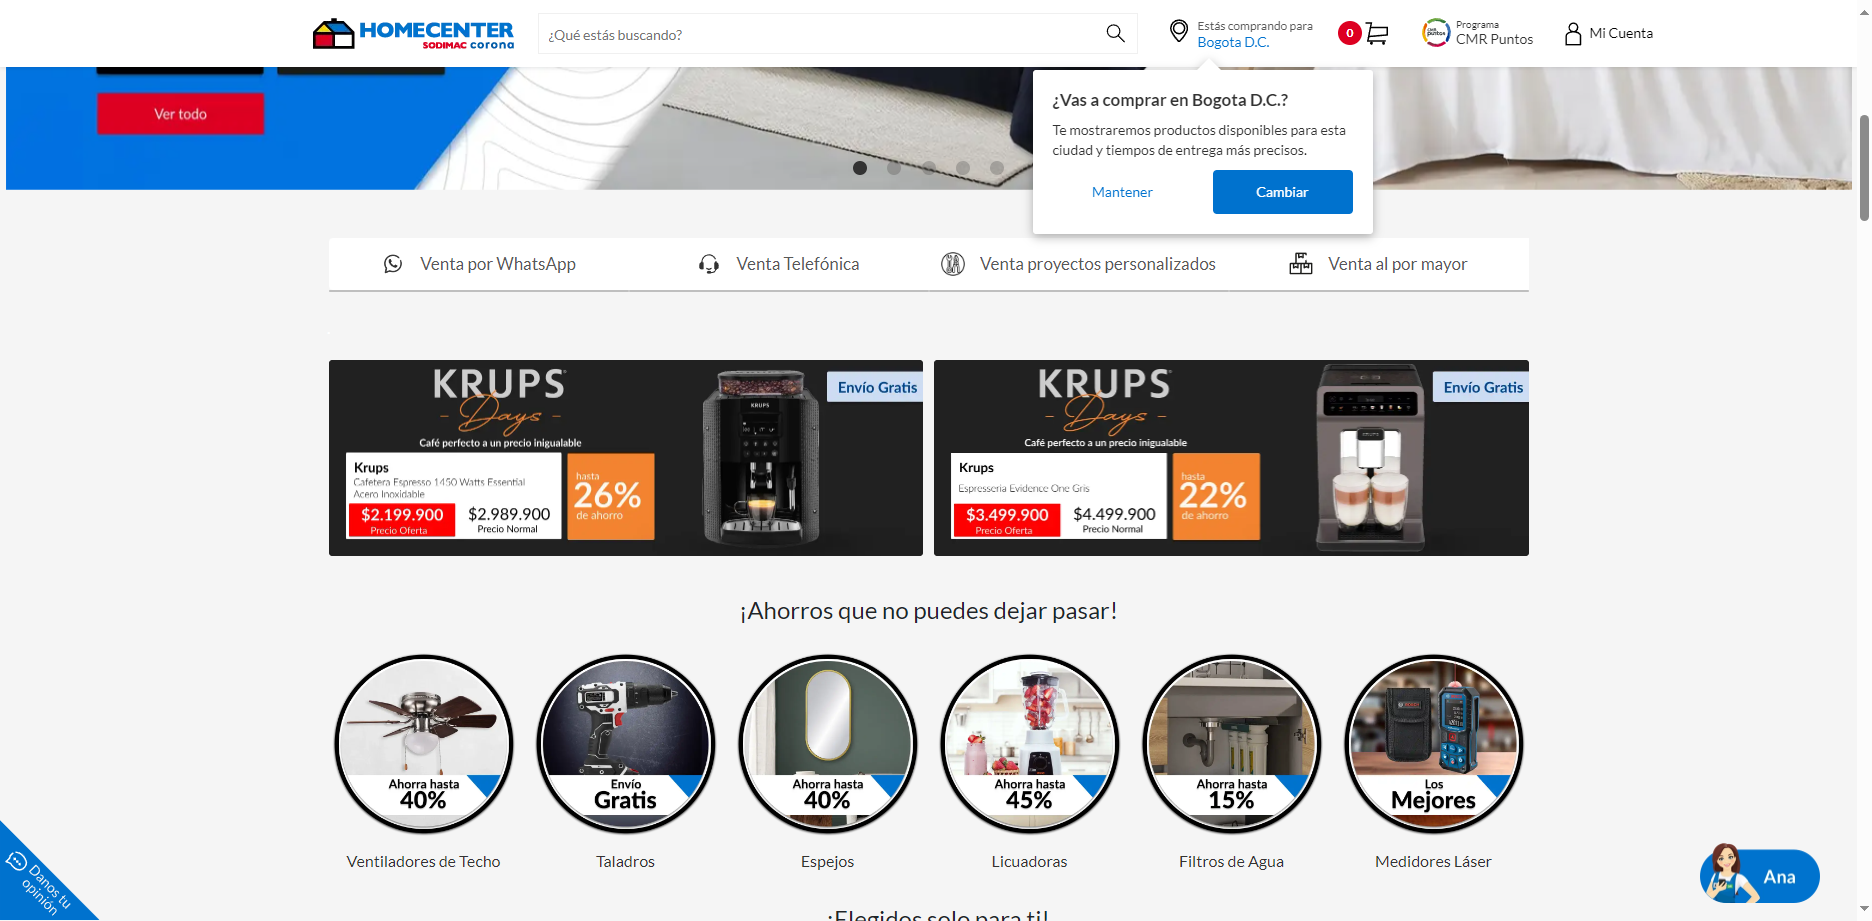 HOMECENTER
SODIMAC corona
¿Qué estás buscando?
Estás comprando para
Bogota D.C.
0
Programa
CMR Puntos
Mi Cuenta
Ver todo
¿Vas a comprar en Bogota D.C.?
Te mostraremos productos disponibles para esta
ciudad y tiempos de entrega más precisos.
Mantener
Cambiar
Venta por WhatsApp
Venta Telefónica
Venta proyectos personalizados
Venta al por mayor
KRUPS
Days
Café perfecto a un precio inigualable
Krups
Cafetera Espresso 1450 Watts Essential
Acero Inoxidable
$2.199.900
Precio Oferta
$2.989.900
Precio Normal
hasta
26%
de ahorro
KRUPS
Envío Gratis
KRUPS
Days
Café perfecto a un precio inigualable
Krups
Espresseria Evidence One Gris
$3.499.900
Precio Oferta
$4.499.900
Precio Normal
hasta
22%
de ahorro
Envío Gratis
¡Ahorros que no puedes dejar pasar!
Ahorra hasta
40%
Ventiladores de Techo
Envío
Gratis
Taladros
Ahorra hasta
40%
Espejos
Ahorra hasta
45%
Licuadoras
Ahorra hasta
15%
Filtros de Agua
Los
Mejores
Medidores Láser
Danos tu
opinión
Ana
¡Elegidos solo para ti!